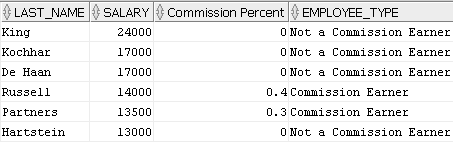 LAST_NAME SALARY Commission Percent EMPLOYEE_TYPE
King 24000 0 Not a Commission Earner
Kochhar 17000 0 Not a Commission Earner
De Haan 17000 0 Not a Commission Earner
Russell 14000 0.4 Commission Earner
Partners 13500 0.3 Commission Earner
Hartstein 13000 0 Not a Commission Earner